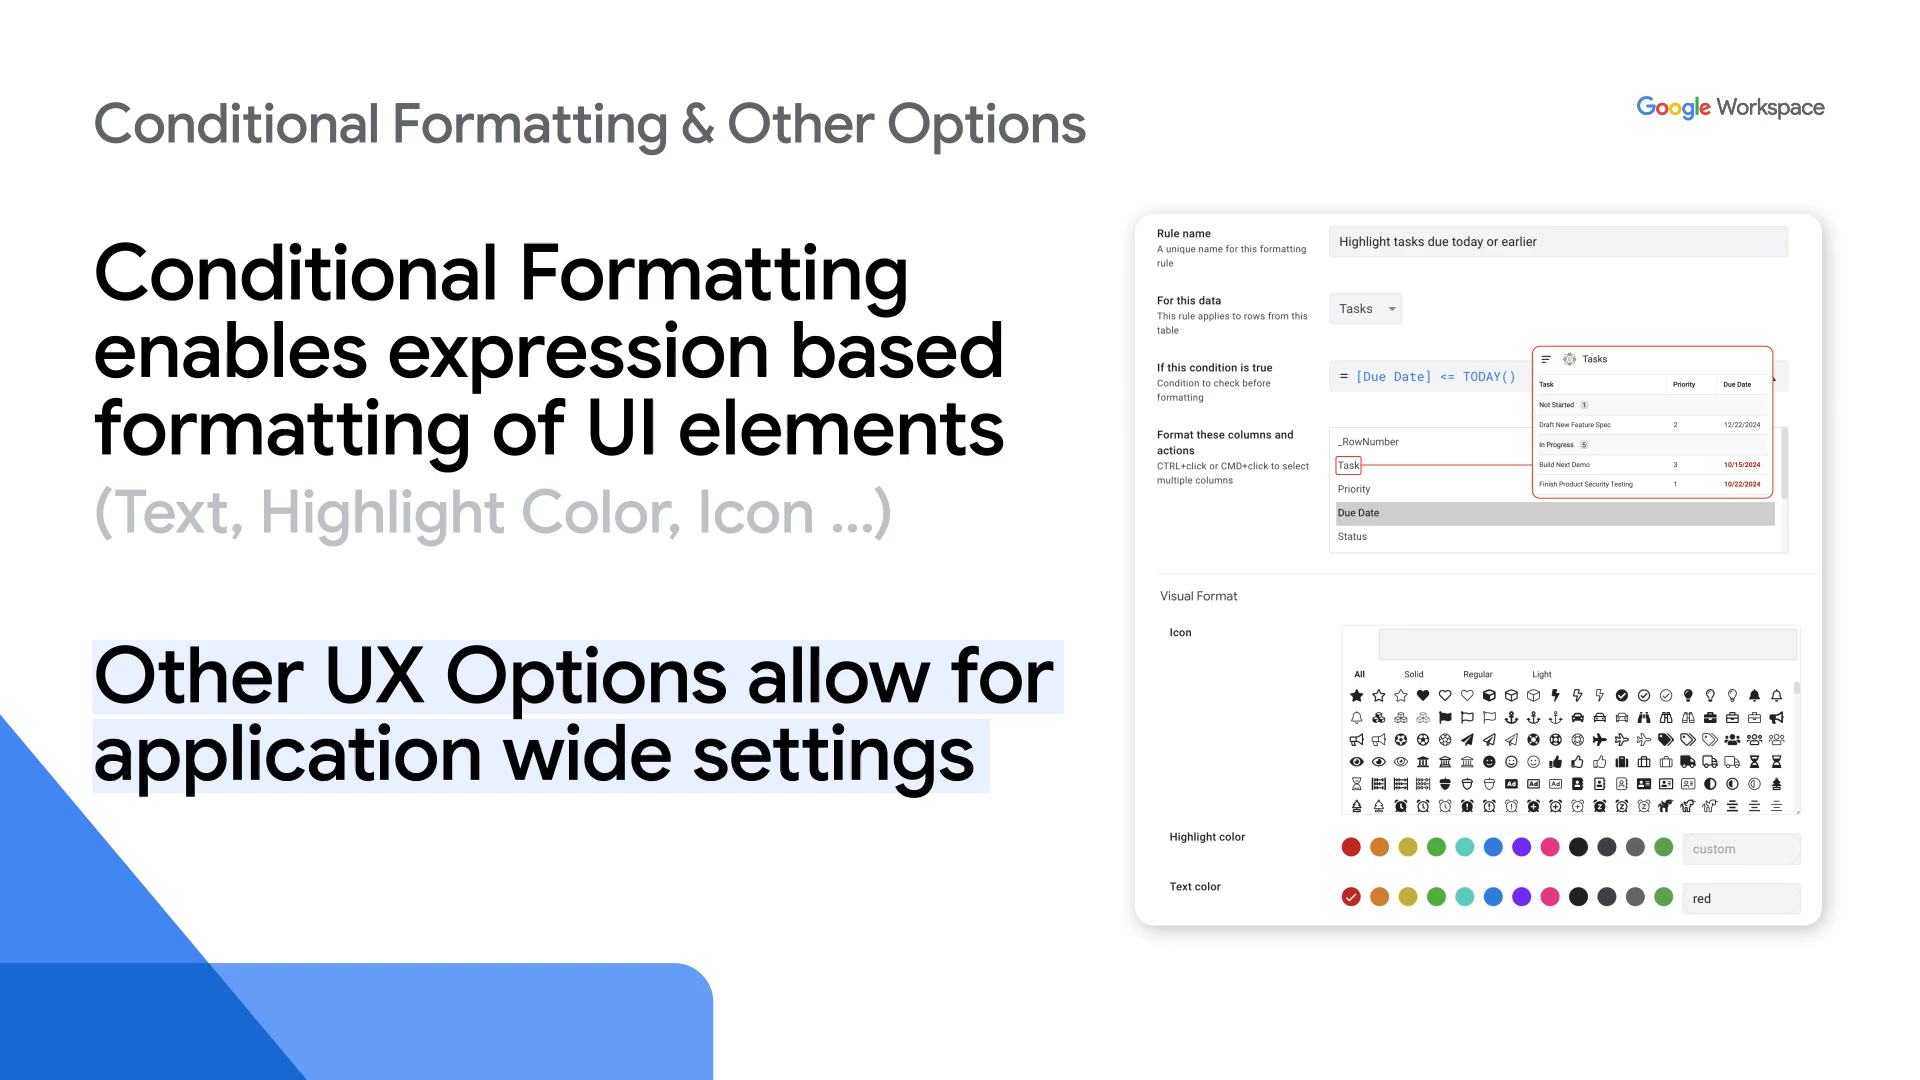 Conditional Formatting & Other Options
Google Workspace
Conditional Formatting
enables expression based
formatting of UI elements
(Text, Highlight Color, Icon ...)
Other UX Options allow for
application wide settings
Rule name
A unique name for this formatting
rule
Highlight tasks due today or earlier
For this data
This rule applies to rows from this
table
Tasks
If this condition is true
Condition to check before
formatting
= [Due Date] <= TODAY()
Format these columns and
actions
CTRL+click or CMD+click to select
multiple columns
_RowNumber
Task
Priority
Due Date
Status
Tasks
Task Priority Due Date
Not Started 1
Draft New Feature Spec 2 12/22/2024
In Progress 5
Build Next Demo 3 10/15/2024
Finish Product Security Testing 1 10/22/2024
Visual Format
Icon
All Solid Regular Light
Ad Ad Ad
Highlight color
custom
Text color
red